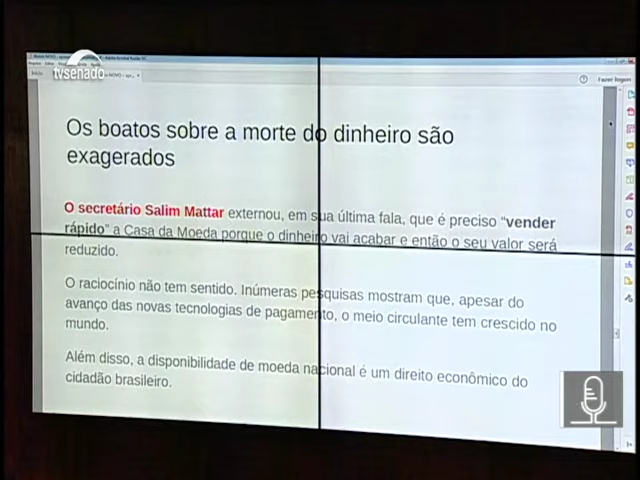 tvsenado
Fazer logon
Os boatos sobre a morte do dinheiro são
exagerados
O secretário Salim Mattar externou, em sua última fala, que é preciso "vender
rápido" a Casa da Moeda porque o dinheiro vai acabar e então o seu valor será
reduzido.
O raciocínio não tem sentido. Inúmeras pesquisas mostram que, apesar do
avanço das novas tecnologias de pagamento, o meio circulante tem crescido no
mundo.
Além disso, a disponibilidade de moeda nacional é um direito econômico do
cidadão brasileiro.